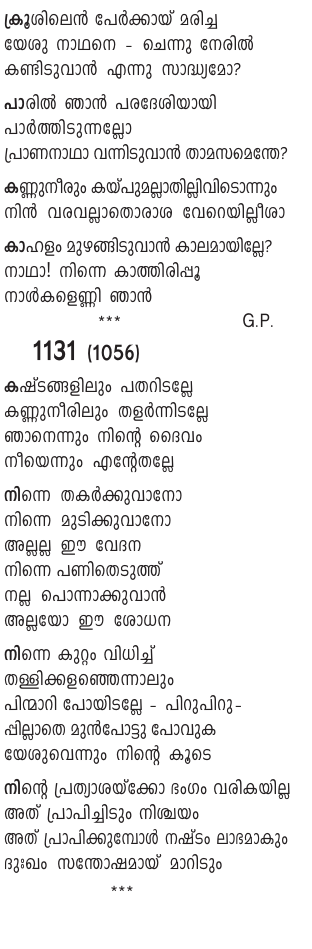 ക്രൂശിലെൻ പേർക്കായ് മരിച്ച
യേശു നാഥനെ - ചെന്നു നേരിൽ
കണ്ടിടുവാൻ എന്നു സാദ്ധ്യമോ?
പാരിൽ ഞാൻ പരദേശിയായി
പാർത്തിടുന്നല്ലോ
പ്രാണനാഥാ വന്നിടുവാൻ താമസമെന്തേ?
കണ്ണുനീരും കയ്പുമല്ലാതില്ലിവിടൊന്നും
നിൻ വരവല്ലാതൊരാശ വേറെയില്ലീശാ
കാഹളം മുഴങ്ങിടുവാൻ കാലമായില്ലേ?
നാഥാ! നിന്നെ കാത്തിരിപ്പൂ
നാൾകളെണ്ണി ഞാൻ
*** G.P.
1131 (1056)
കഷ്ടങ്ങളിലും പതറിടല്ലേ
കണ്ണുനീരിലും തളർന്നിടല്ലേ
ഞാനെന്നും നിന്റെ ദൈവം
നീയെന്നും എന്റേതല്ലേ
നിന്നെ തകർക്കുവാനോ
നിന്നെ മുടിക്കുവാനോ
അല്ലല്ല ഈ വേദന
നിന്നെ പണിതെടുത്ത്
നല്ല പൊന്നാക്കുവാൻ
അല്ലയോ ഈ ശോധന
നിന്നെ കുറ്റം വിധിച്ച്
തള്ളിക്കളഞ്ഞെന്നാലും
പിന്മാറി പോയിടല്ലേ - പിറുപിറു-
പ്പില്ലാതെ മുൻപോട്ടു പോവുക
യേശുവെന്നും നിന്റെ കൂടെ
നിന്റെ പ്രത്യാശയ്ക്കോ ഭംഗം വരികയില്ല
അത് പ്രാപിച്ചിടും നിശ്ചയം
അത് പ്രാപിക്കുമ്പോൾ നഷ്ടം ലാഭമാകും
ദുഃഖം സന്തോഷമായ് മാറിടും
***